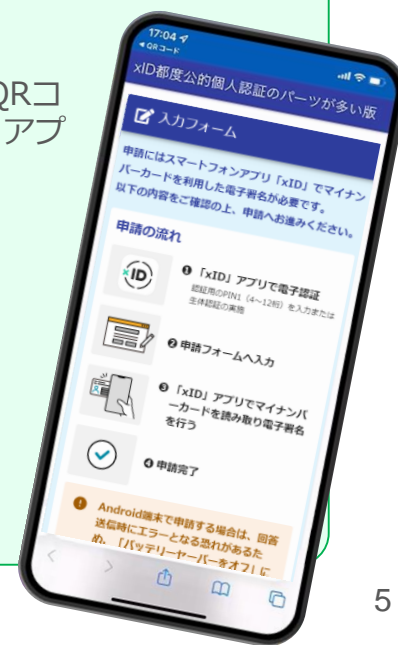 QRコ
アプ
17:04
◀ QRコード
xID都度公的個人認証のパーツが多い版
入力フォーム
申請にはスマートフォンアプリ「xID」でマイナン
バーカードを利用した電子署名が必要です。
以下の内容をご確認の上、申請へお進みください。
申請の流れ
xID
❶ 「xID」アプリで電子認証
認証用のPIN1（4〜12桁）を入力または
生体認証の実施
❷ 申請フォームへ入力
❸ 「xID」アプリでマイナンバ
ーカードを読み取り電子署名
を行う
❹ 申請完了
Android端末で申請する場合は、回答
送信時にエラーとなる恐れがあるた
め、「バッテリーセーバーをオフ」に
5